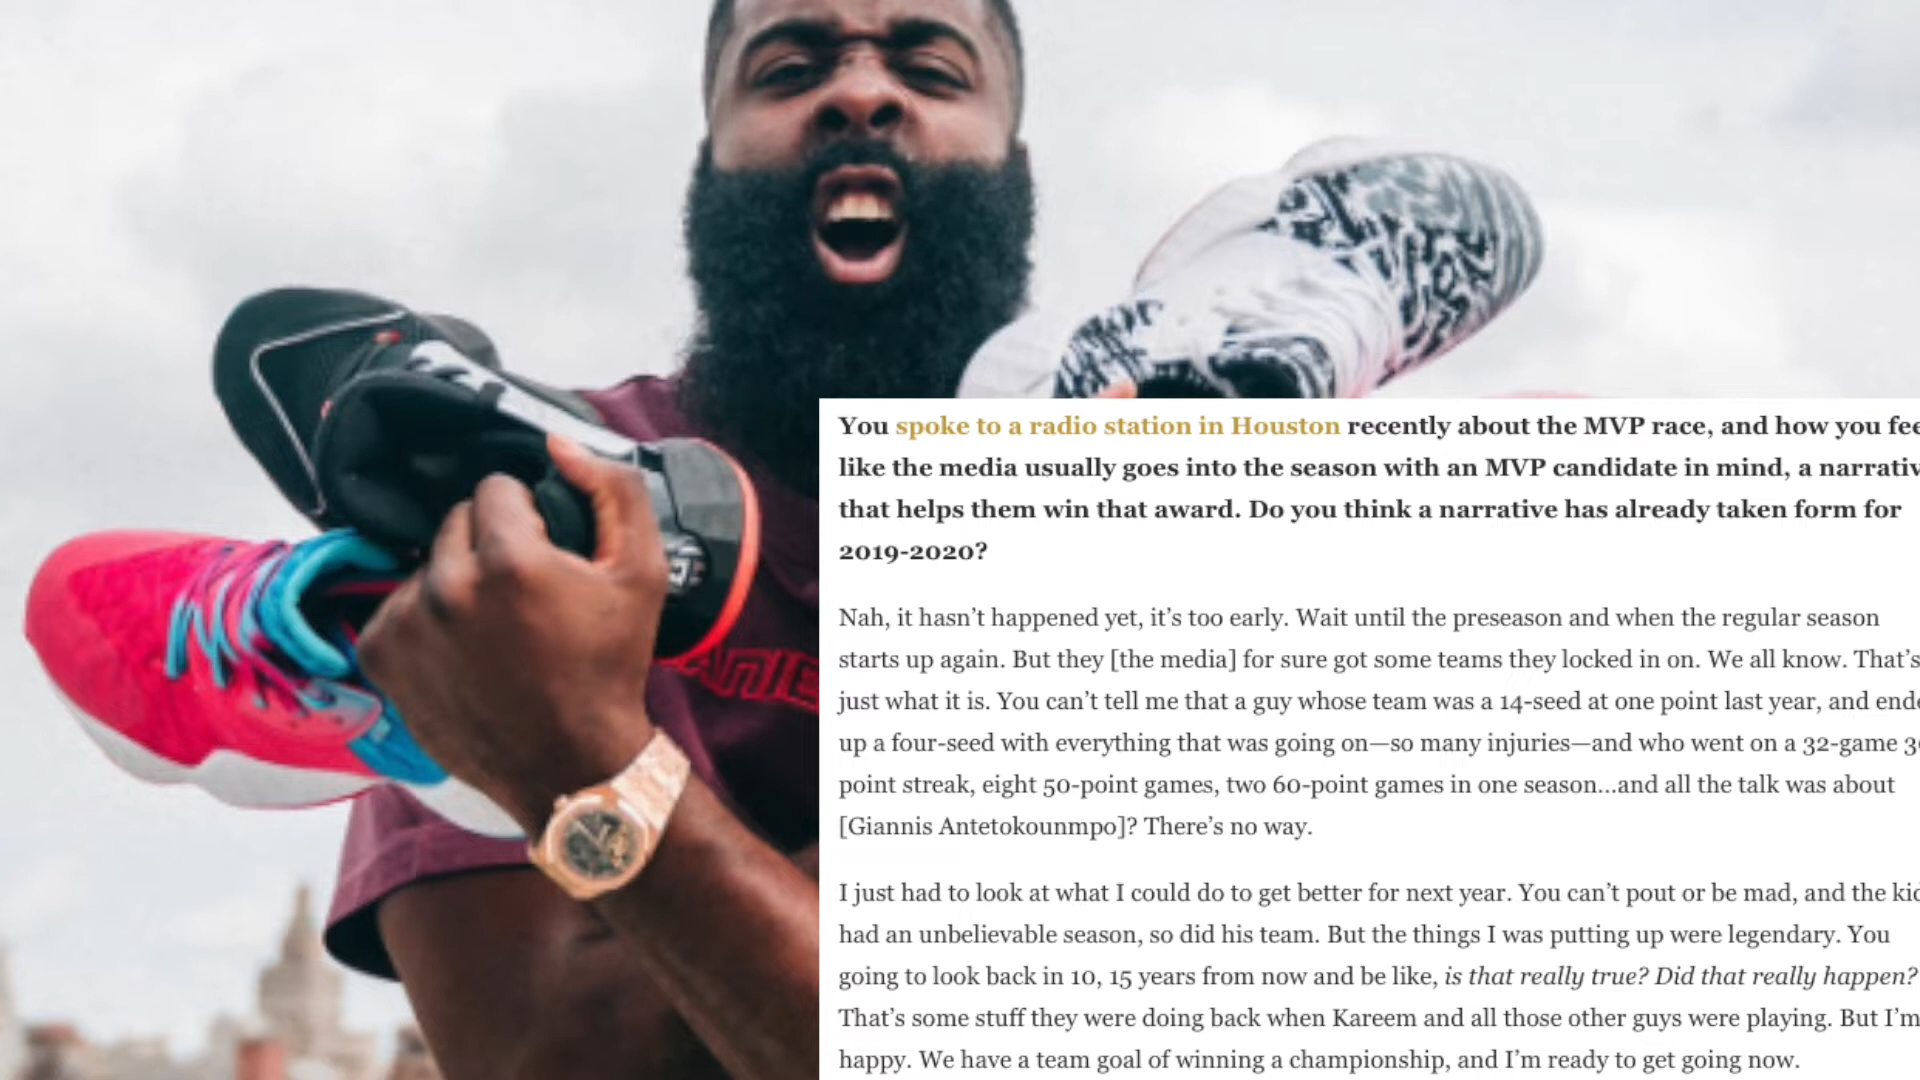 You spoke to a radio station in Houston recently about the MVP race, and how you fee
like the media usually goes into the season with an MVP candidate in mind, a narrativ
that helps them win that award. Do you think a narrative has already taken form for
2019-2020?
Nah, it hasn’t happened yet, it’s too early. Wait until the preseason and when the regular season
starts up again. But they [the media] for sure got some teams they locked in on. We all know. That’s
just what it is. You can’t tell me that a guy whose team was a 14-seed at one point last year, and ende
up a four-seed with everything that was going on—so many injuries—and who went on a 32-game 3
point streak, eight 50-point games, two 60-point games in one season...and all the talk was about
[Giannis Antetokounmpo]? There’s no way.
I just had to look at what I could do to get better for next year. You can’t pout or be mad, and the kid
had an unbelievable season, so did his team. But the things I was putting up were legendary. You
going to look back in 10, 15 years from now and be like, is that really true? Did that really happen?
That’s some stuff they were doing back when Kareem and all those other guys were playing. But I’m
happy. We have a team goal of winning a championship, and I’m ready to get going now.